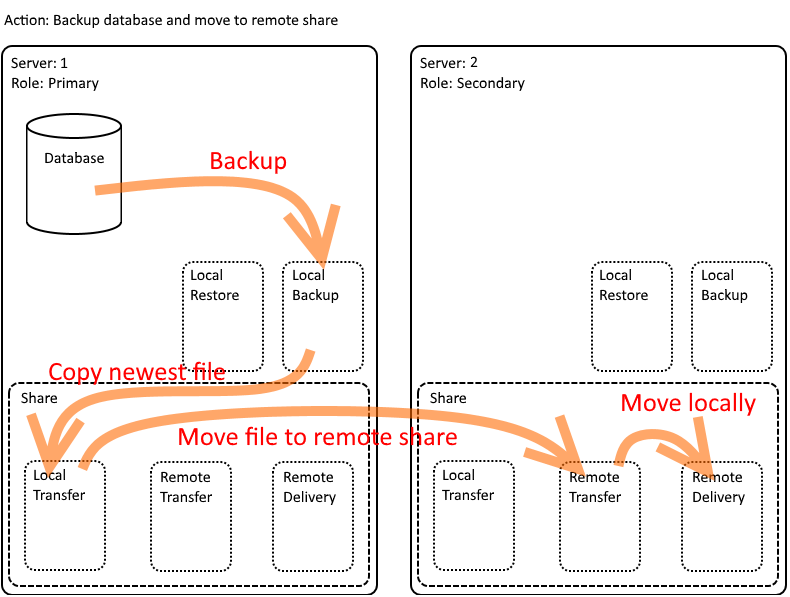 Action: Backup database and move to remote share
Server: 1
Role: Primary
Database
Backup
Local
Restore
Local
Backup
Copy newest file
Share
Move file to remote share
Local
Transfer
Remote
Transfer
Remote
Delivery
Server: 2
Role: Secondary
Local
Restore
Local
Backup
Share
Move locally
Local
Transfer
Remote
Transfer
Remote
Delivery